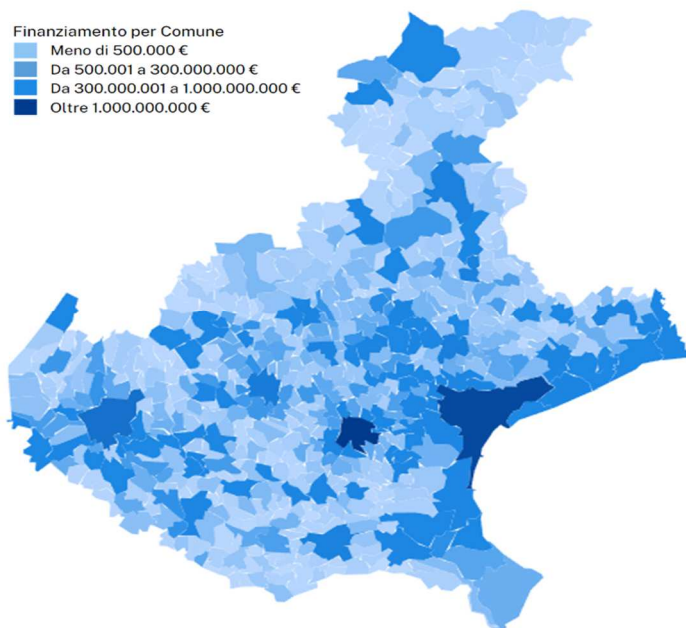 Finanziamento per Comune
Meno di 500.000 €
Da 500.001 a 300.000.000 €
Da 300.000.001 a 1.000.000.000 €
Oltre 1.000.000.000 €